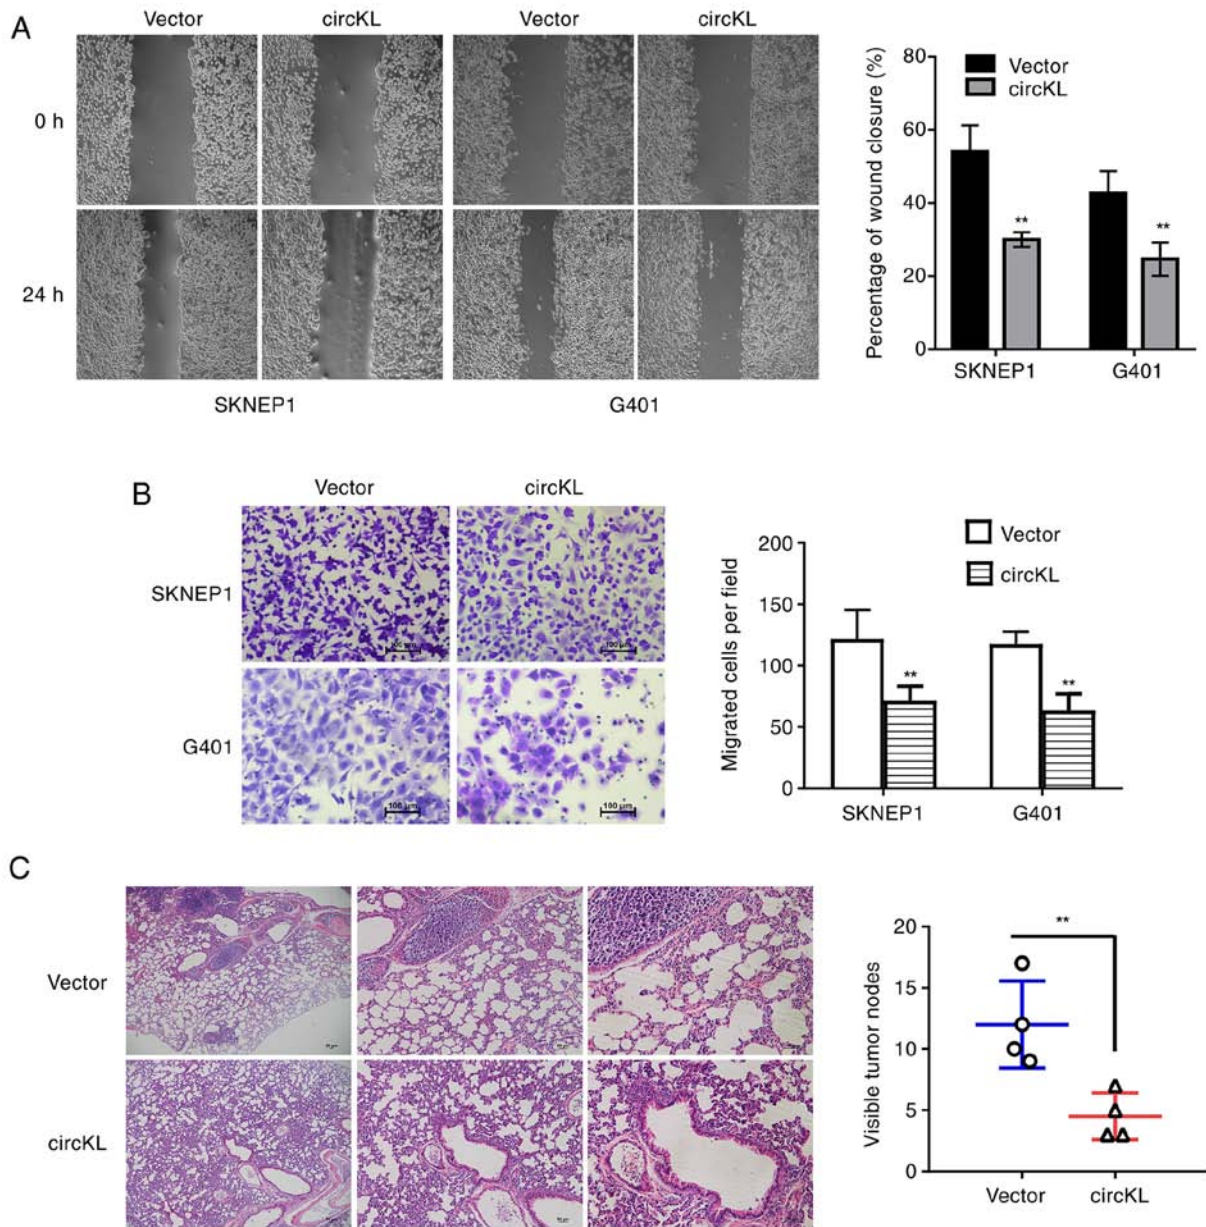 A
Vector circKL Vector circKL
0 h
24 h
SKNEP1 G401
Percentage of wound closure (%)
80
60
40
20
0
Vector
circKL
**
**
SKNEP1 G401
B
Vector circKL
SKNEP1
G401
100 μm
100 μm
100 μm
100 μm
Migrated cells per field
200
150
100
50
0
Vector
circKL
**
**
SKNEP1 G401
C
Vector
circKL
Visible tumor nodes
20
15
10
5
0
**
Vector circKL